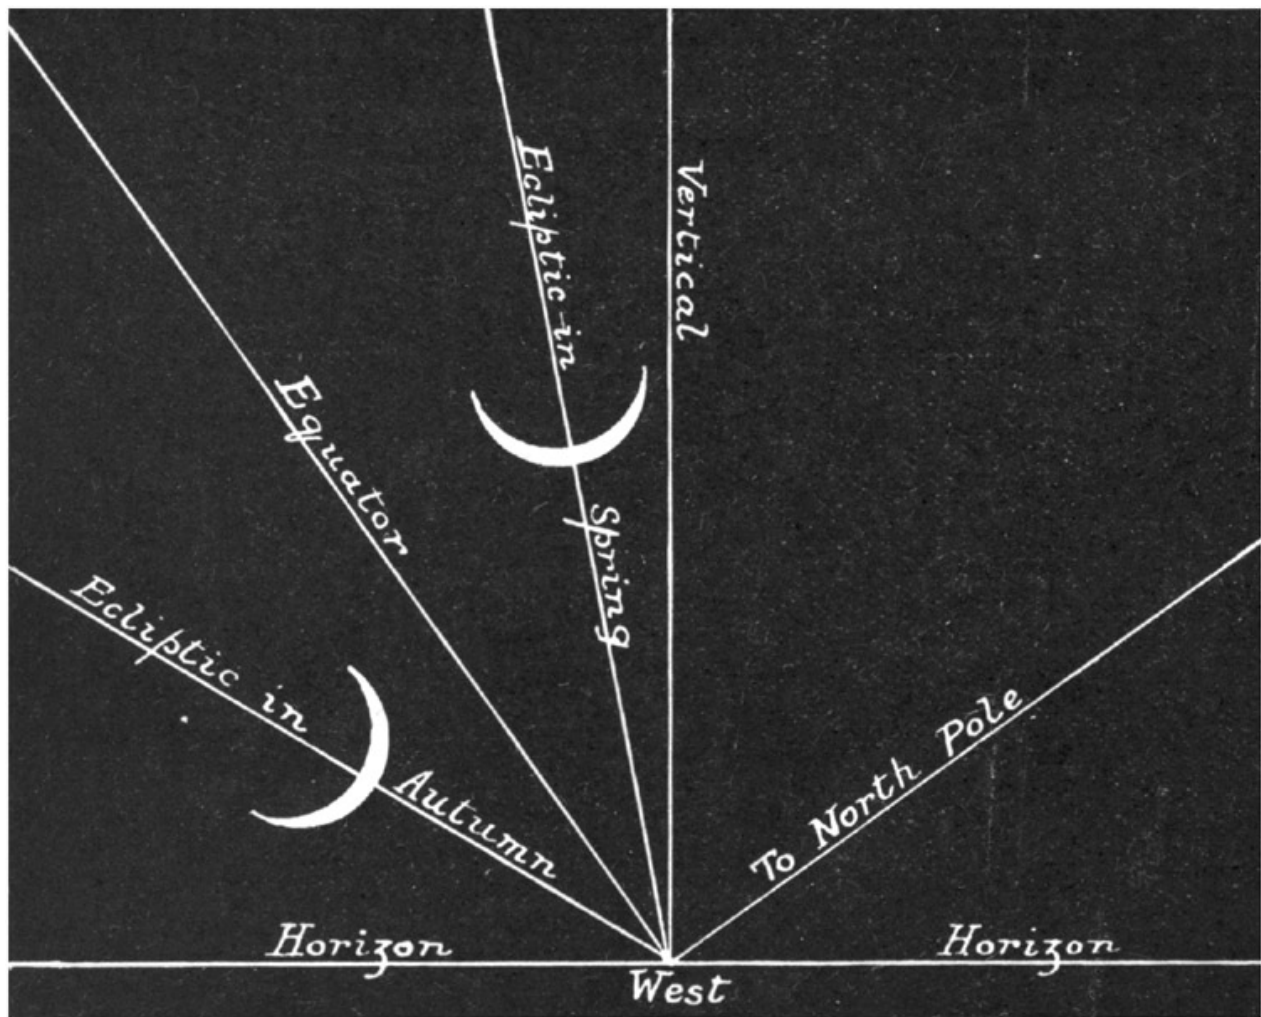 Ecliptic in Spring
Vertical
Equator
Ecliptic in Autumn
To North Pole
Horizon
Horizon
West